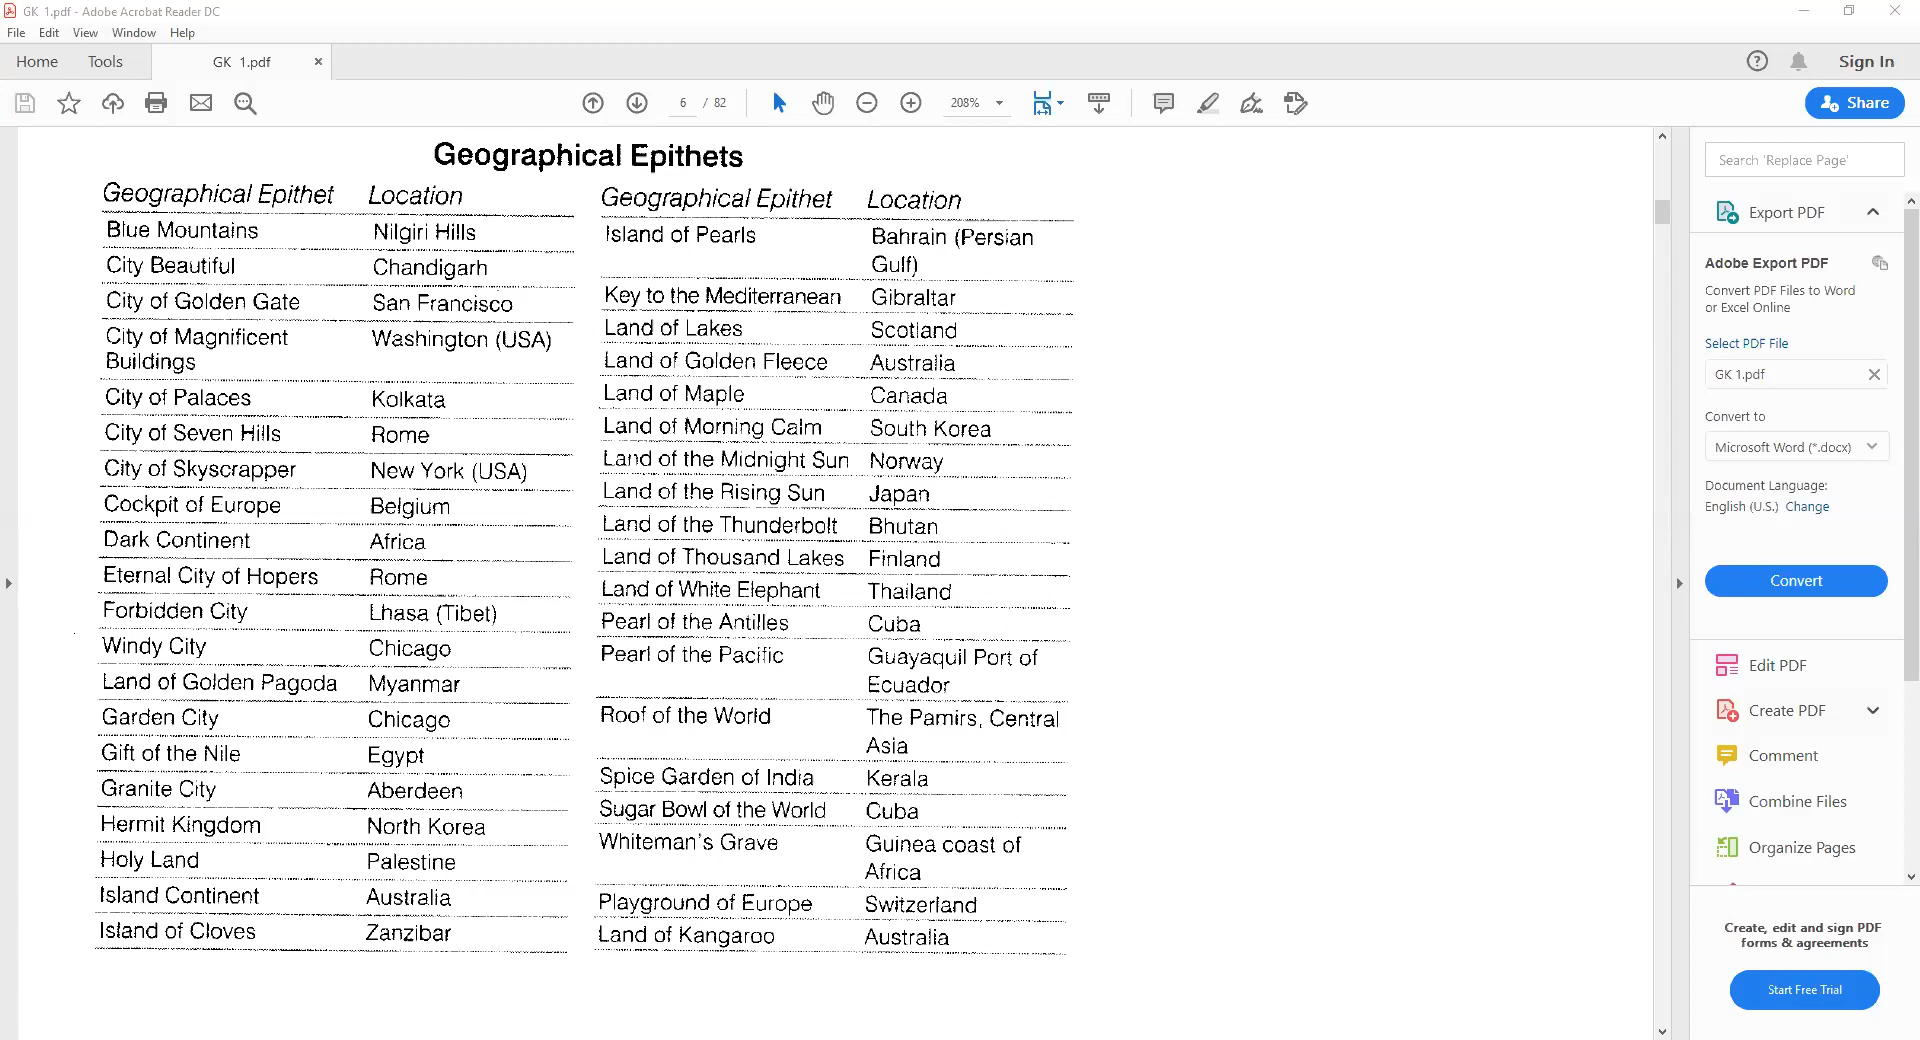 GK 1.pdf - Adobe Acrobat Reader DC
File Edit View Window Help
Home Tools GK 1.pdf × Sign In
6 / 82 208% Share
Geographical Epithets
Geographical Epithet Location
Blue Mountains Nilgiri Hills
City Beautiful Chandigarh
City of Golden Gate San Francisco
City of Magnificent Washington (USA)
Buildings
City of Palaces Kolkata
City of Seven Hills Rome
City of Skyscrapper New York (USA)
Cockpit of Europe Belgium
Dark Continent Africa
Eternal City of Hopers Rome
Forbidden City Lhasa (Tibet)
Windy City Chicago
Land of Golden Pagoda Myanmar
Garden City Chicago
Gift of the Nile Egypt
Granite City Aberdeen
Hermit Kingdom North Korea
Holy Land Palestine
Island Continent Australia
Island of Cloves Zanzibar
Geographical Epithet Location
Island of Pearls Bahrain (Persian
Gulf)
Key to the Mediterranean Gibraltar
Land of Lakes Scotland
Land of Golden Fleece Australia
Land of Maple Canada
Land of Morning Calm South Korea
Land of the Midnight Sun Norway
Land of the Rising Sun Japan
Land of the Thunderbolt Bhutan
Land of Thousand Lakes Finland
Land of White Elephant Thailand
Pearl of the Antilles Cuba
Pearl of the Pacific Guayaquil Port of
Ecuador
Roof of the World The Pamirs, Central
Asia
Spice Garden of India Kerala
Sugar Bowl of the World Cuba
Whiteman's Grave Guinea coast of
Africa
Playground of Europe Switzerland
Land of Kangaroo Australia
Search 'Replace Page'
Export PDF
Adobe Export PDF
Convert PDF Files to Word
or Excel Online
Select PDF File
GK 1.pdf
Convert to
Microsoft Word (*.docx)
Document Language:
English (U.S.) Change
Convert
Edit PDF
Create PDF
Comment
Combine Files
Organize Pages
Create, edit and sign PDF
forms & agreements
Start Free Trial